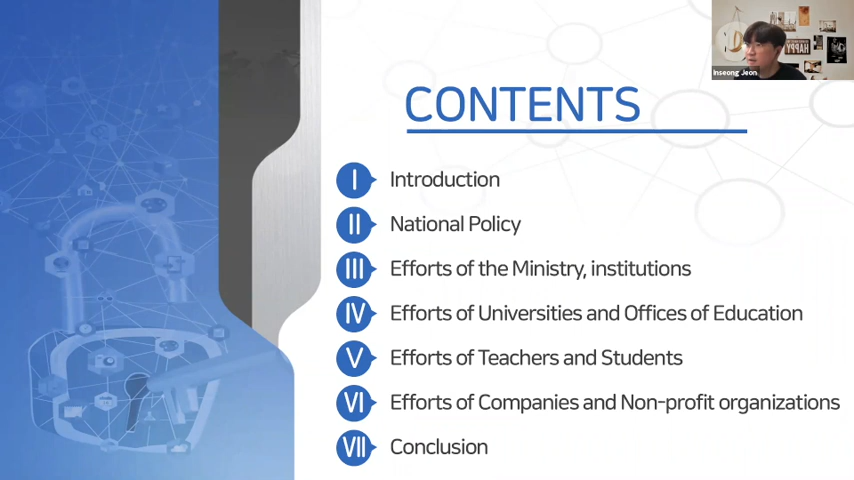 CONTENTS
I Introduction
II National Policy
III Efforts of the Ministry, institutions
IV Efforts of Universities and Offices of Education
V Efforts of Teachers and Students
VI Efforts of Companies and Non-profit organizations
VII Conclusion
HAPPY
Inseong Jeon